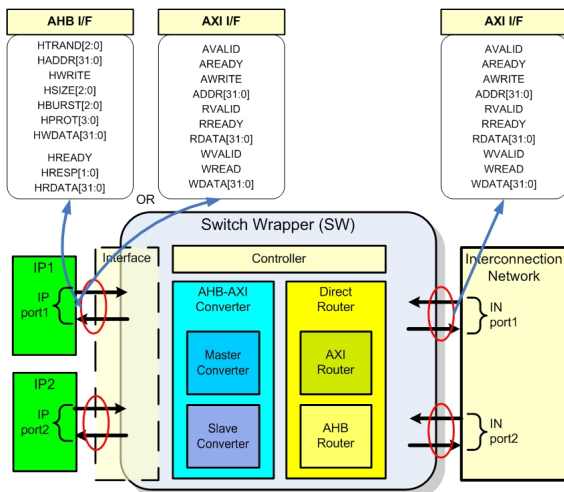 AHB I/F
HTRAND[2:0]
HADDR[31:0]
HWRITE
HSIZE[2:0]
HBURST[2:0]
HPROT[3:0]
HWDATA[31:0]
HREADY
HRESP[1:0]
HRDATA[31:0]
OR
AXI I/F
AVALID
AREADY
AWRITE
ADDR[31:0]
RVALID
RREADY
RDATA[31:0]
WVALID
WREAD
WDATA[31:0]
AXI I/F
AVALID
AREADY
AWRITE
ADDR[31:0]
RVALID
RREADY
RDATA[31:0]
WVALID
WREAD
WDATA[31:0]
Switch Wrapper (SW)
IP1
IP
port1
IP2
IP
port2
Interface
Controller
AHB-AXI
Converter
Master
Converter
Slave
Converter
Direct
Router
AXI
Router
AHB
Router
Interconnection
Network
IN
port1
IN
port2